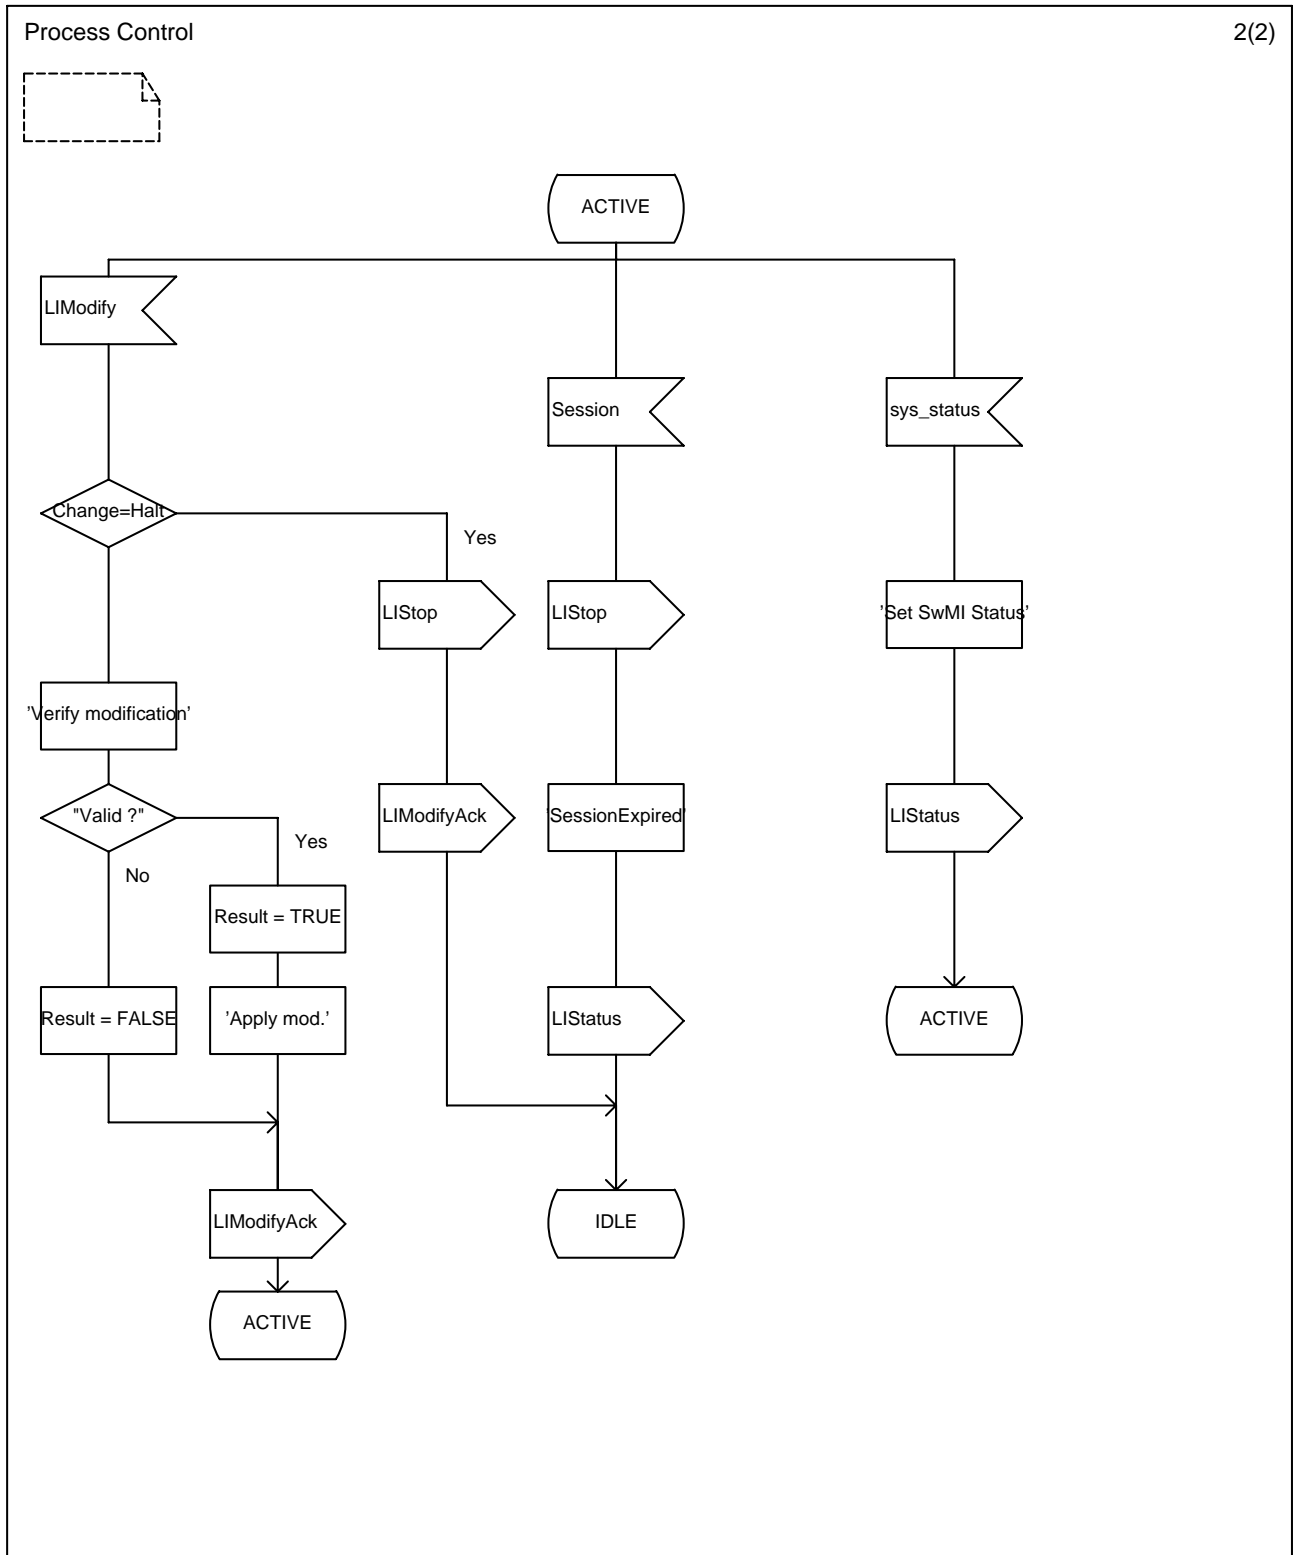 Process Control
2(2)
ACTIVE
LIModify
Session
sys_status
Change=Halt
Yes
LIStop
LIStop
'Set SwMI Status'
'Verify modification'
"Valid ?"
Yes
No
LIModifyAck
'SessionExpired'
LIStatus
Result = TRUE
Result = FALSE
'Apply mod.'
LIStatus
ACTIVE
LIModifyAck
IDLE
ACTIVE